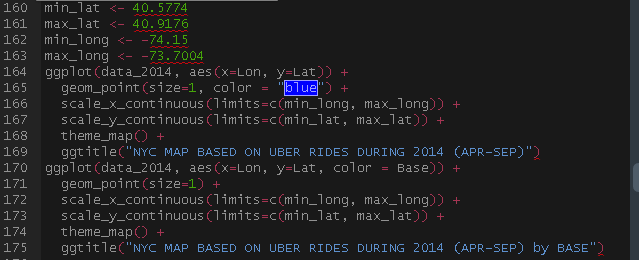 160 min_lat <- 40.5774
161 max_lat <- 40.9176
162 min_long <- -74.15
163 max_long <- -73.7004
164 ggplot(data_2014, aes(x=Lon, y=Lat)) +
165   geom_point(size=1, color = "blue") +
166   scale_x_continuous(limits=c(min_long, max_long)) +
167   scale_y_continuous(limits=c(min_lat, max_lat)) +
168   theme_map() +
169   ggtitle("NYC MAP BASED ON UBER RIDES DURING 2014 (APR-SEP)")
170 ggplot(data_2014, aes(x=Lon, y=Lat, color = Base)) +
171   geom_point(size=1) +
172   scale_x_continuous(limits=c(min_long, max_long)) +
173   scale_y_continuous(limits=c(min_lat, max_lat)) +
174   theme_map() +
175   ggtitle("NYC MAP BASED ON UBER RIDES DURING 2014 (APR-SEP) by BASE")